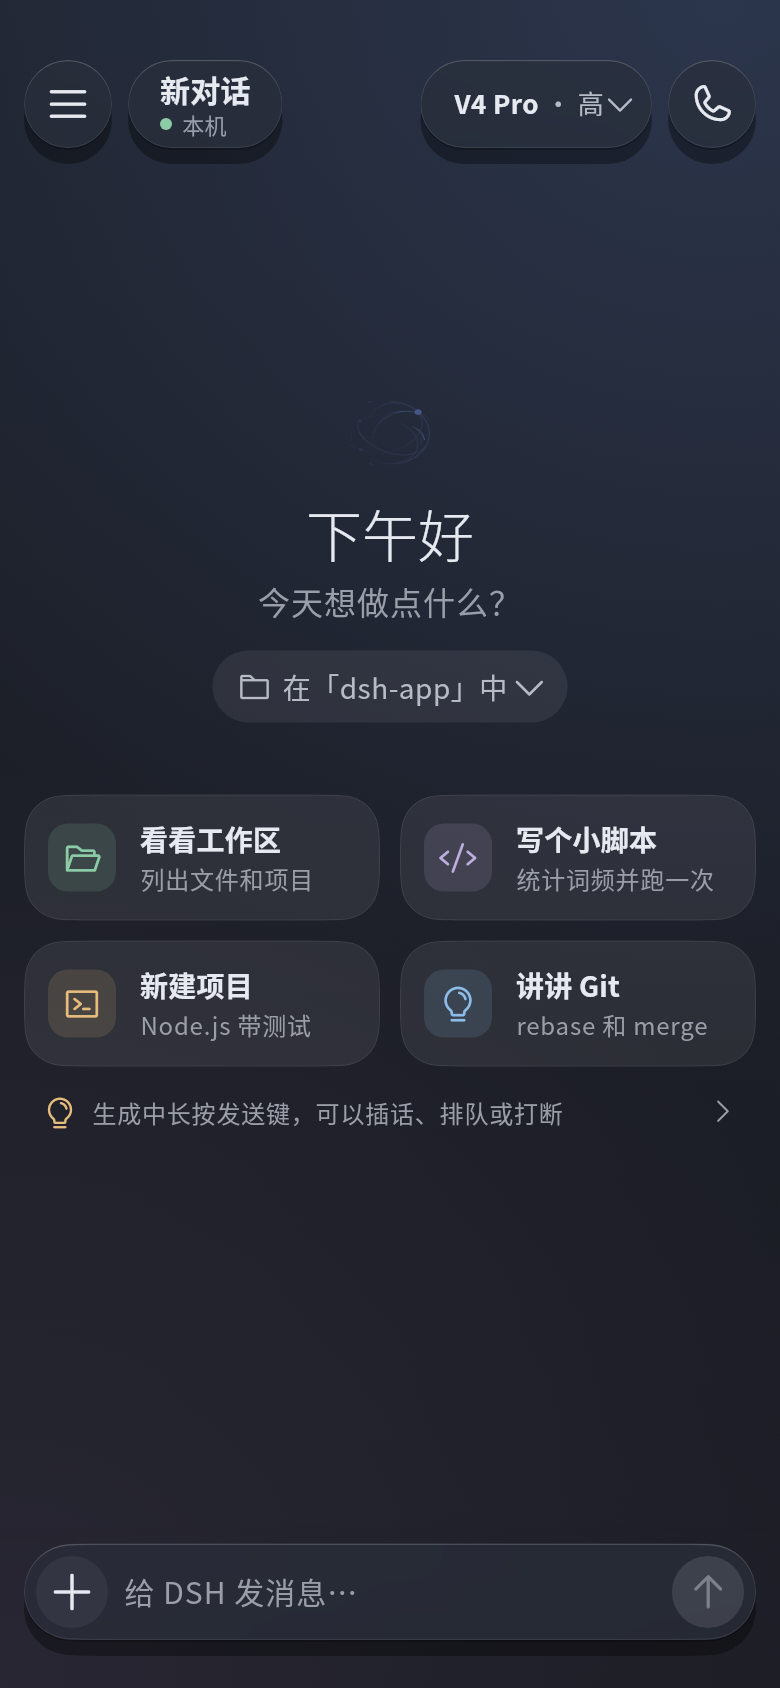 新对话
本机
V4 Pro · 高
下午好
今天想做点什么?
在「dsh-app」中
看看工作区
列出文件和项目
写个小脚本
统计词频并跑一次
新建项目
Node.js 带测试
讲讲 Git
rebase 和 merge
生成中长按发送键，可以插话、排队或打断
给 DSH 发消息…